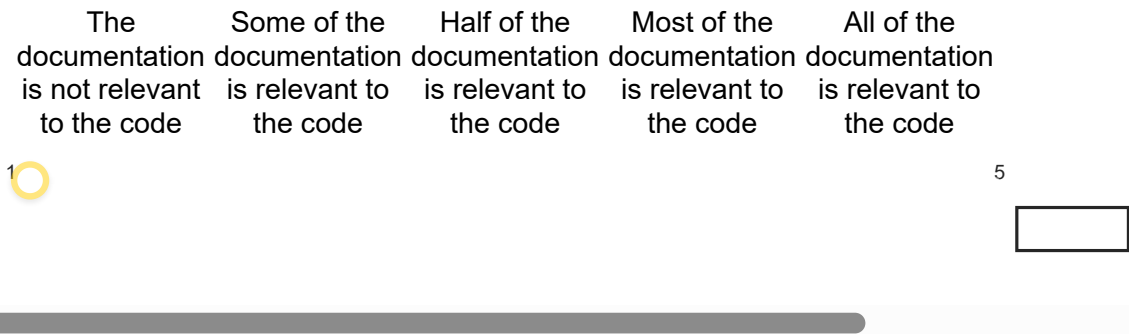 The
documentation
is not relevant
to the code
Some of the
documentation
is relevant to
the code
Half of the
documentation
is relevant to
the code
Most of the
documentation
is relevant to
the code
All of the
documentation
is relevant to
the code
1
5